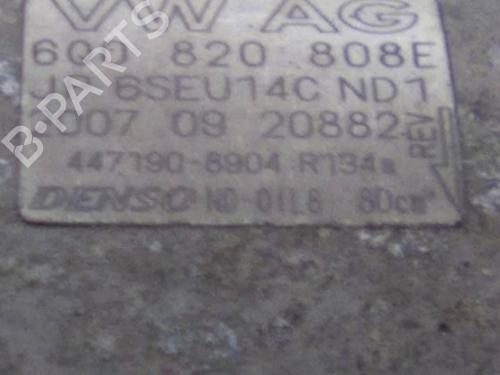 VW AG
6Q0 820 808E
6SEU14C ND1
007 09 20882
REV
447190-8904 R134a
DENSO ND-OIL8 80cm³
B-PARTS